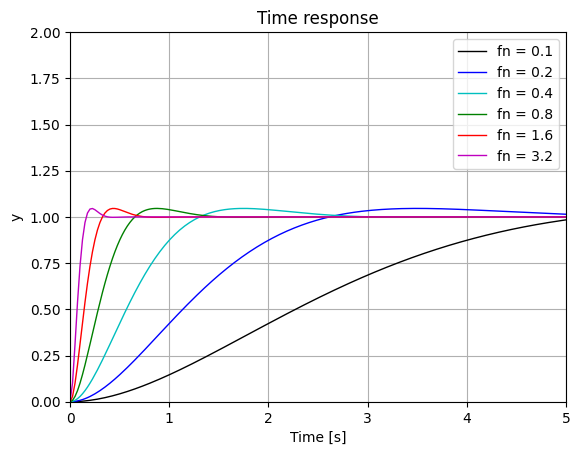 Time response
2.00
1.75
1.50
1.25
1.00
0.75
0.50
0.25
0.00
y
fn = 0.1
fn = 0.2
fn = 0.4
fn = 0.8
fn = 1.6
fn = 3.2
0 1 2 3 4 5
Time [s]